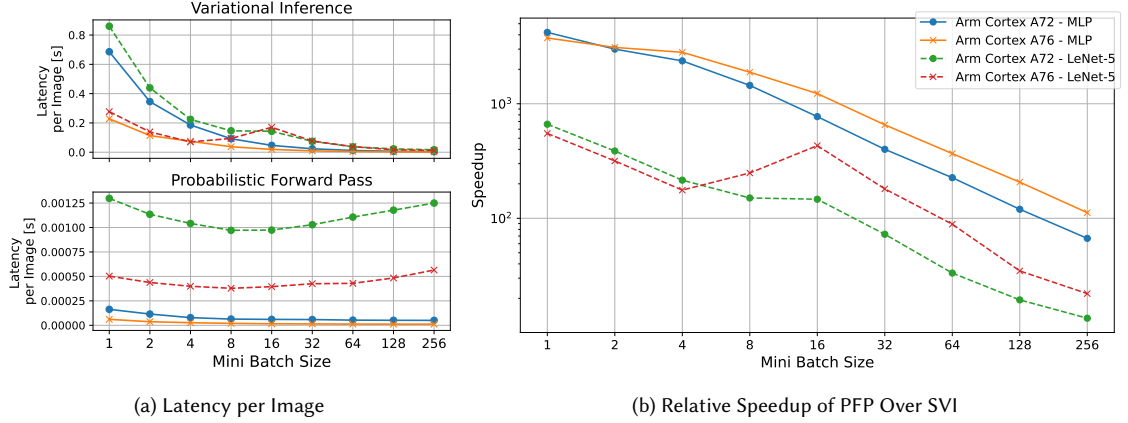 Variational Inference
Latency
per Image [s]
0.8
0.6
0.4
0.2
0.0
Probabilistic Forward Pass
Latency
per Image [s]
0.00125
0.00100
0.00075
0.00050
0.00025
0.00000
1 2 4 8 16 32 64 128 256
Mini Batch Size
(a) Latency per Image
Arm Cortex A72 - MLP
Arm Cortex A76 - MLP
Arm Cortex A72 - LeNet-5
Arm Cortex A76 - LeNet-5
Speedup
10³
10²
1 2 4 8 16 32 64 128 256
Mini Batch Size
(b) Relative Speedup of PFP Over SVI